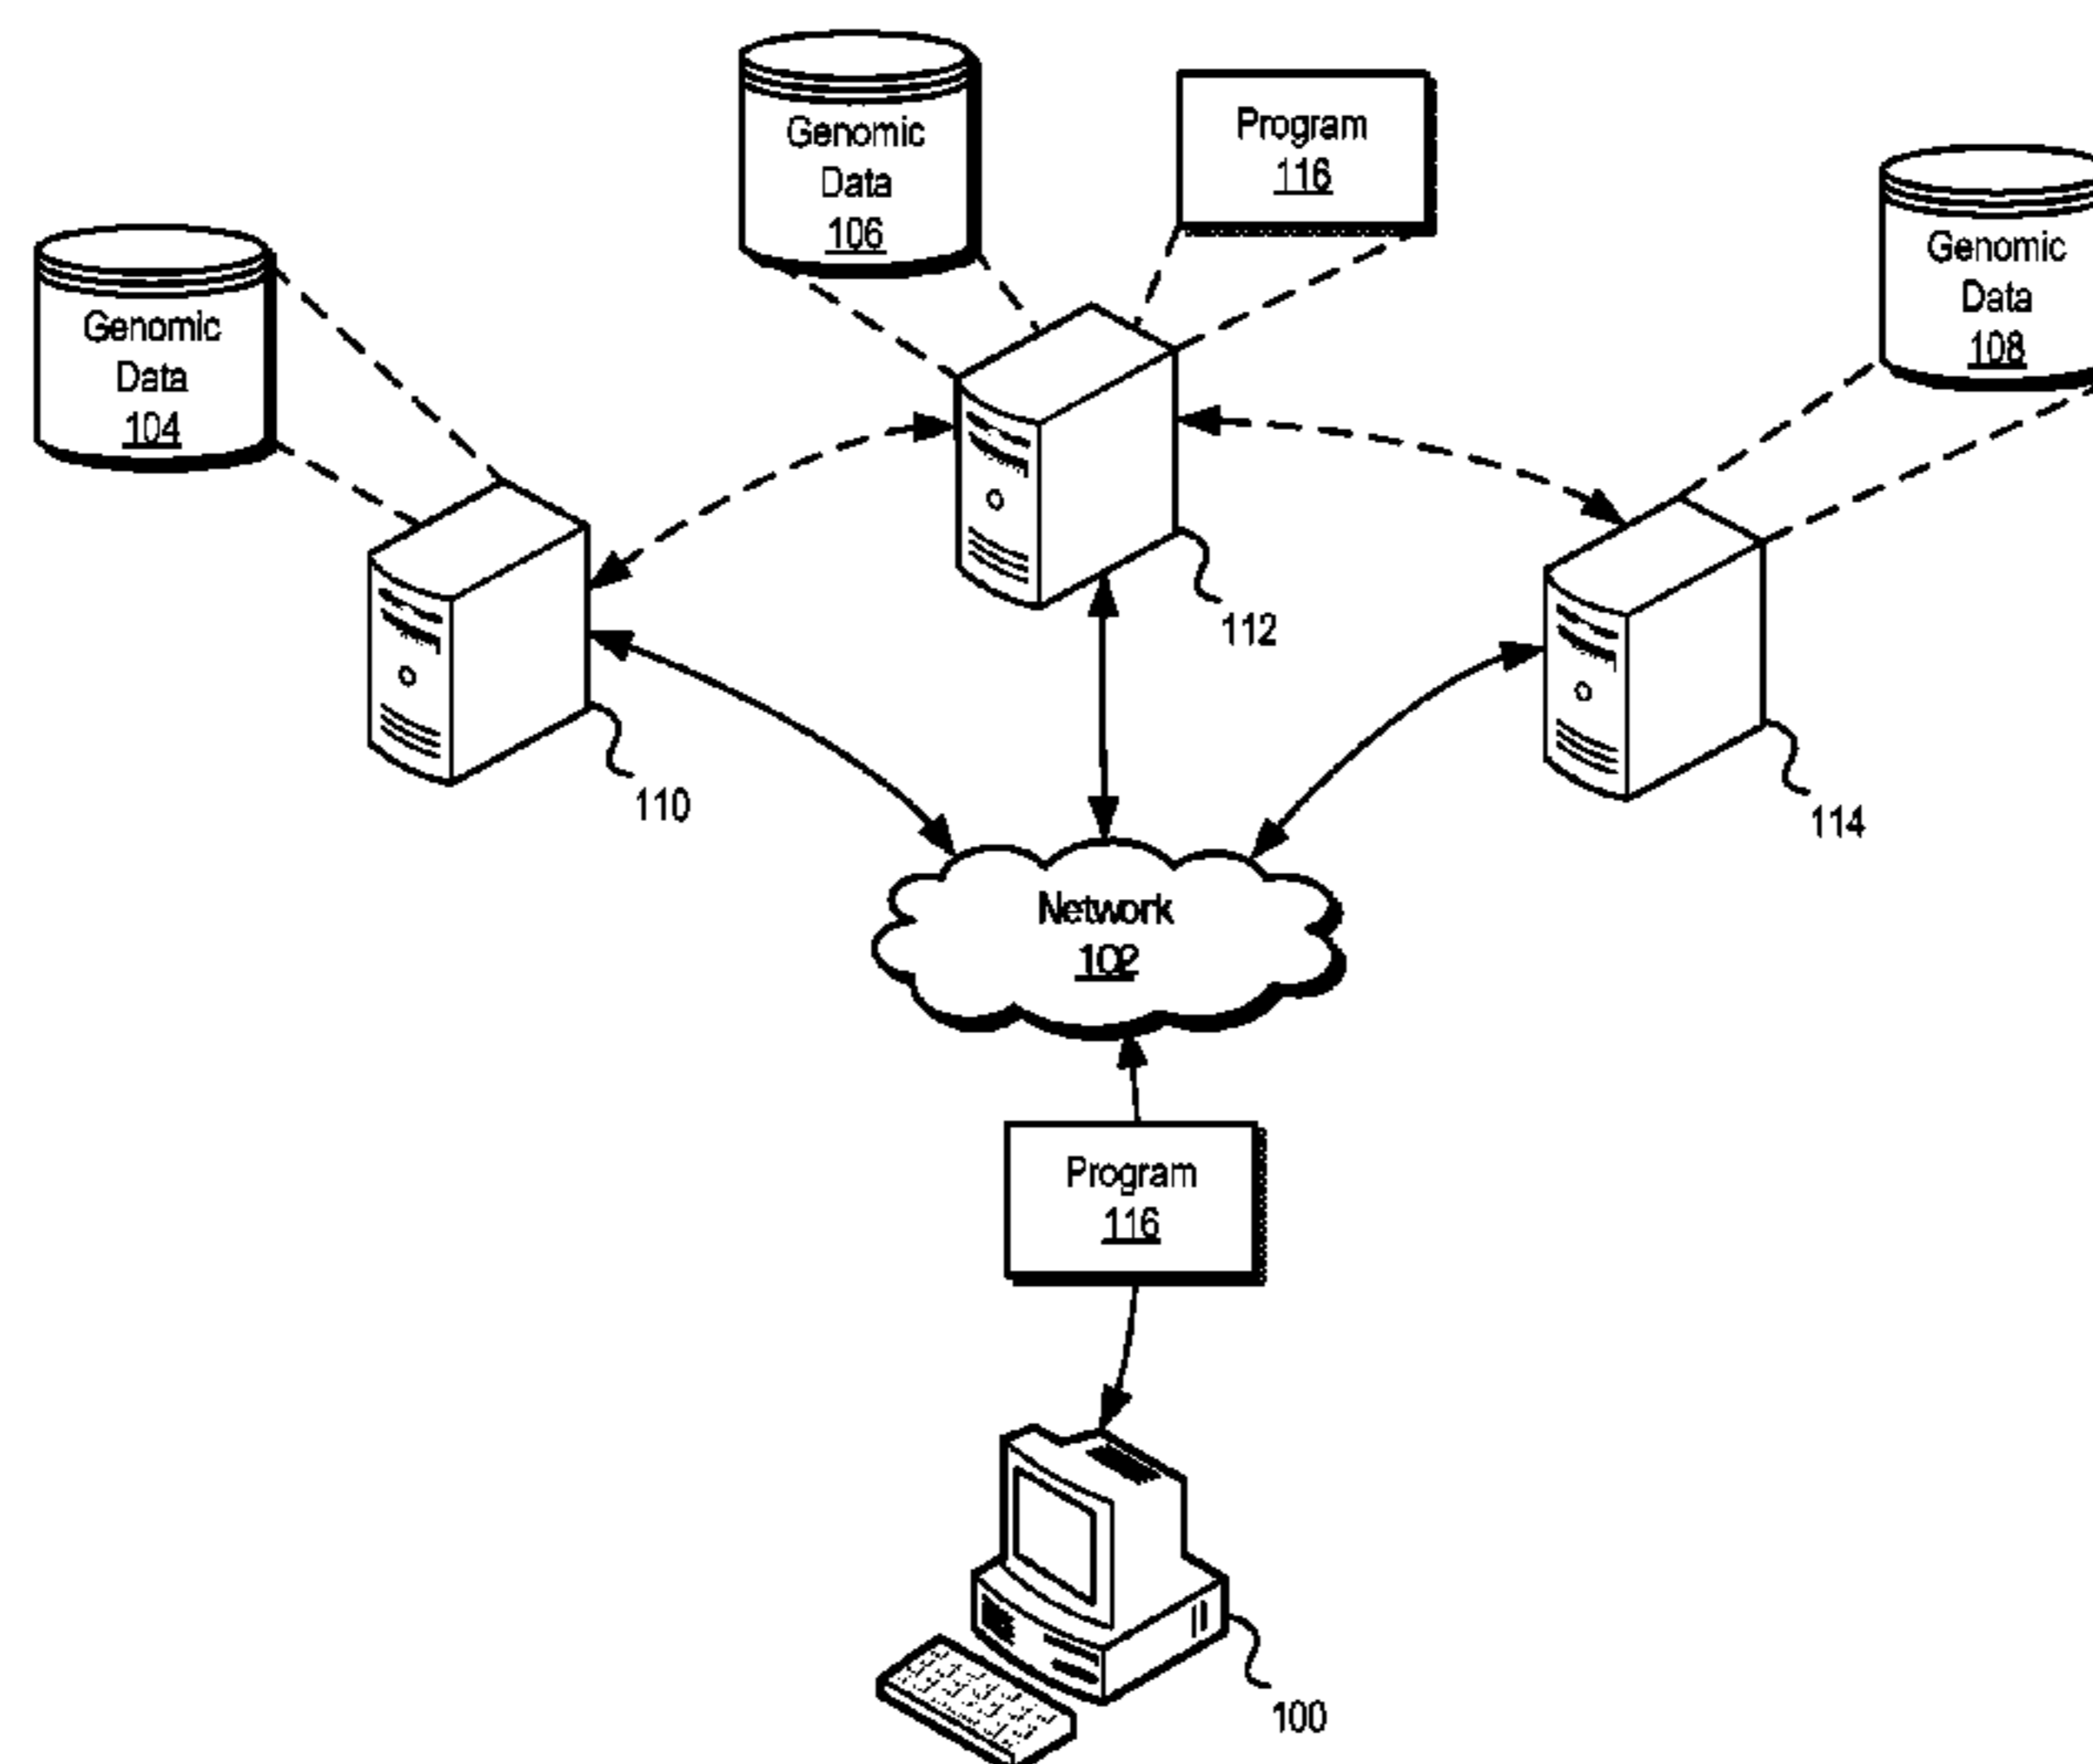 Genomic
Data
106
Program
116
Genomic
Data
108
Genomic
Data
104
112
110
114
Network
102
Program
116
100